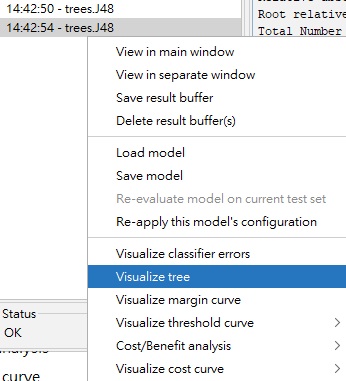 14:42:50 - trees.J48
Root relative
14:42:54 - trees.J48
Total Number
View in main window
View in separate window
Save result buffer
Delete result buffer(s)
Load model
Save model
Re-evaluate model on current test set
Re-apply this model's configuration
Visualize classifier errors
Visualize tree
Visualize margin curve
Visualize threshold curve
Cost/Benefit analysis
Visualize cost curve
Status
OK
curve